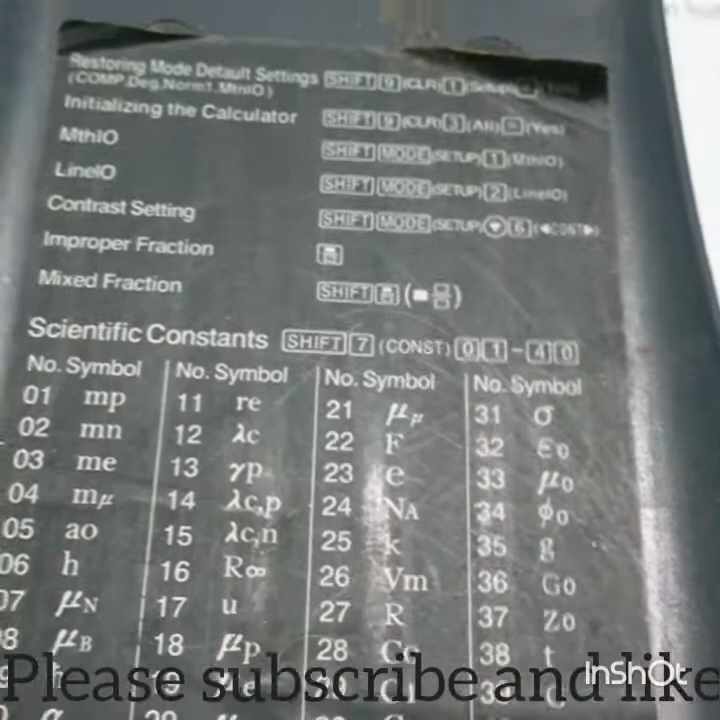 Restoring Mode Default Settings SHIFT 9 (CLR) 1 (Setup) =
(COMP,Deg,Norm1,MthIO)
Initializing the Calculator SHIFT 9 (CLR) 3 (All) = (Yes)
MthIO SHIFT MODE (SETUP) 1 (MthIO)
LineIO SHIFT MODE (SETUP) 2 (LineIO)
Contrast Setting SHIFT MODE (SETUP) ▼ 6 (◀CONT▶)
Improper Fraction
Mixed Fraction SHIFT
Scientific Constants SHIFT 7 (CONST) 0 1 – 4 0
No. Symbol No. Symbol No. Symbol No. Symbol
01 mp 11 re 21 μμ 31 σ
02 mn 12 λc 22 F 32 ε0
03 me 13 γp 23 e 33 μ0
04 mμ 14 λc,p 24 NA 34 ϕ0
05 ao 15 λc,n 25 k 35 g
06 h 16 R∞ 26 Vm 36 G0
07 μN 17 u 27 R 37 Z0
08 μB 18 μp 28 C0 38 t
Please subscribe and like
InShOt